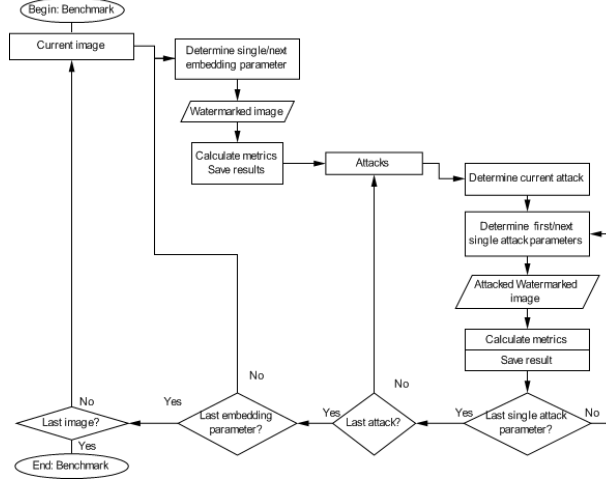 Begin: Benchmark
Current image
Determine single/next
embedding parameter
Watermarked image
Calculate metrics
Save results
Attacks
Determine current attack
Determine first/next
single attack parameters
Attacked Watermarked
image
Calculate metrics
Save result
No
No
No
Yes
Yes
Yes
No
Last image?
Last embedding
parameter?
Last attack?
Last single attack
parameter?
Yes
End: Benchmark